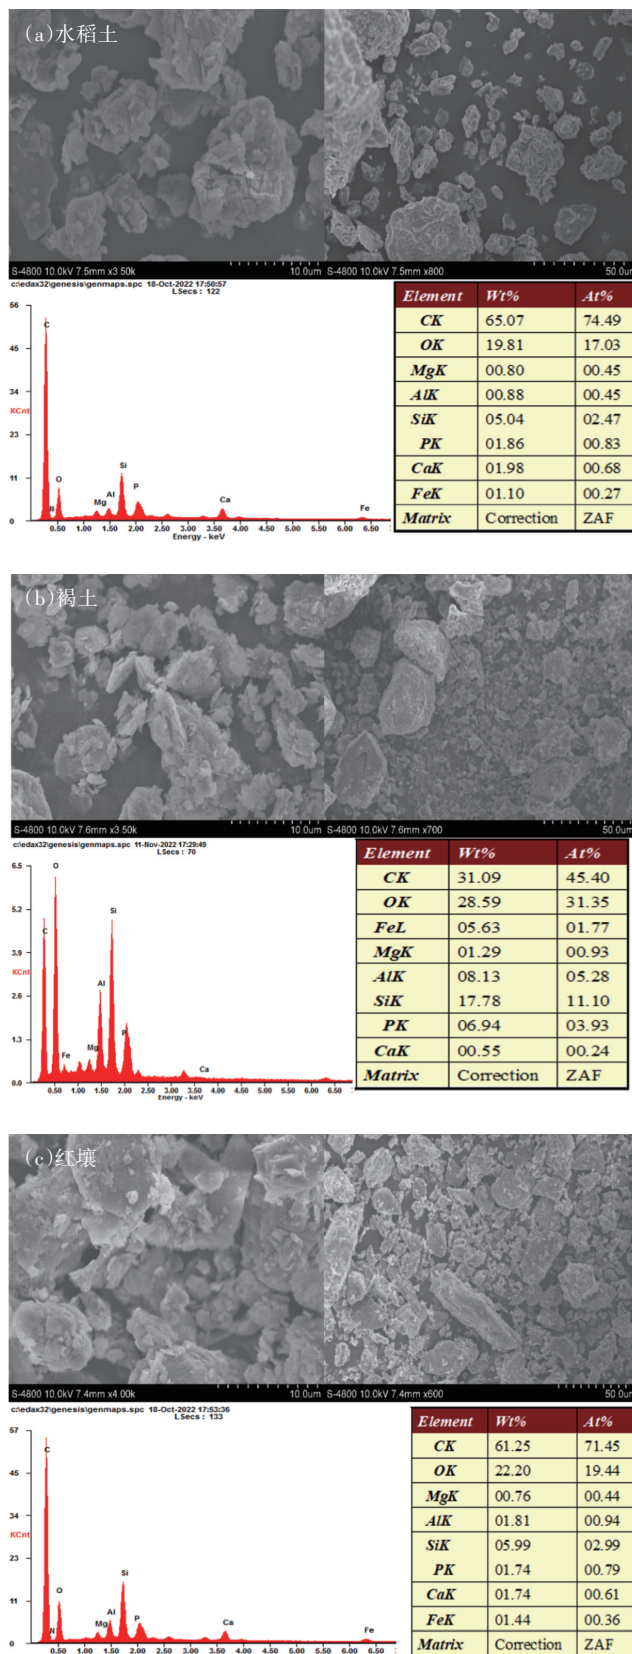 (a)水稻土
S-4800 10.0kV 7.5mm x3.50k 10.0um
S-4800 10.0kV 7.5mm x800 50.0um
c:\edax32\genesis\genmaps.spc 18-Oct-2022 17:50:57
LSecs : 122
56
45
34
KCnt
23
11
0
C
N
O
Mg
Al
Si
P
Ca
Fe
0.50 1.00 1.50 2.00 2.50 3.00 3.50 4.00 4.50 5.00 5.50 6.00 6.50
Energy - keV
Element Wt% At%
CK 65.07 74.49
OK 19.81 17.03
MgK 00.80 00.45
AlK 00.88 00.45
SiK 05.04 02.47
PK 01.86 00.83
CaK 01.98 00.68
FeK 01.10 00.27
Matrix Correction ZAF
(b)褐土
S-4800 10.0kV 7.6mm x3.50k 10.0um
S-4800 10.0kV 7.6mm x700 50.0um
c:\edax32\genesis\genmaps.spc 11-Nov-2022 17:29:49
LSecs : 70
6.5
5.2
3.9
KCnt
2.6
1.3
0.0
C
O
Fe
Mg
Al
Si
P
Ca
0.50 1.00 1.50 2.00 2.50 3.00 3.50 4.00 4.50 5.00 5.50 6.00 6.50
Energy - keV
Element Wt% At%
CK 31.09 45.40
OK 28.59 31.35
FeL 05.63 01.77
MgK 01.29 00.93
AlK 08.13 05.28
SiK 17.78 11.10
PK 06.94 03.93
CaK 00.55 00.24
Matrix Correction ZAF
(c)红壤
S-4800 10.0kV 7.4mm x4.00k 10.0um
S-4800 10.0kV 7.4mm x600 50.0um
c:\edax32\genesis\genmaps.spc 18-Oct-2022 17:53:36
LSecs : 133
57
45
34
KCnt
23
11
0
C
N
O
Mg
Al
Si
P
Ca
Fe
0.50 1.00 1.50 2.00 2.50 3.00 3.50 4.00 4.50 5.00 5.50 6.00 6.50
Element Wt% At%
CK 61.25 71.45
OK 22.20 19.44
MgK 00.76 00.44
AlK 01.81 00.94
SiK 05.99 02.99
PK 01.74 00.79
CaK 01.74 00.61
FeK 01.44 00.36
Matrix Correction ZAF